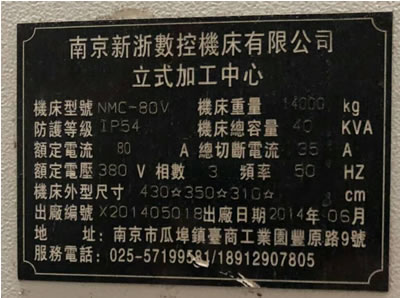 南京新浙數控機床有限公司
立式加工中心
機床型號 NMC-80V 機床重量 14000 kg
防護等級 IP54 機床總容量 40 KVA
額定電流 80 A 總切斷電流 35 A
額定電壓 380 V 相數 3 頻率 50 HZ
機床外型尺寸 430☆350☆310☆ cm
出廠編號 X201405018 出廠日期 2014年06月
地 址: 南京市瓜埠鎮臺商工業園豐原路9號
服務電話: 025-57199581/18912907805